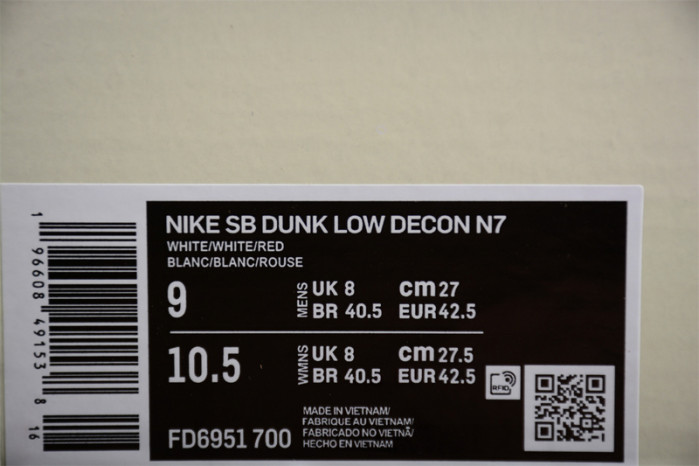 NIKE SB DUNK LOW DECON N7
WHITE/WHITE/RED
BLANC/BLANC/ROUSE
9 MENS UK 8 cm 27
BR 40.5 EUR 42.5
10.5 WMNS UK 8 cm 27.5
BR 40.5 EUR 42.5
RFID
FD6951 700
MADE IN VIETNAM/
FABRIQUE AU VIETNAM/
FABRICADO NO VIETNÃ/
HECHO EN VIETNAM
1 96608 49153 8
16